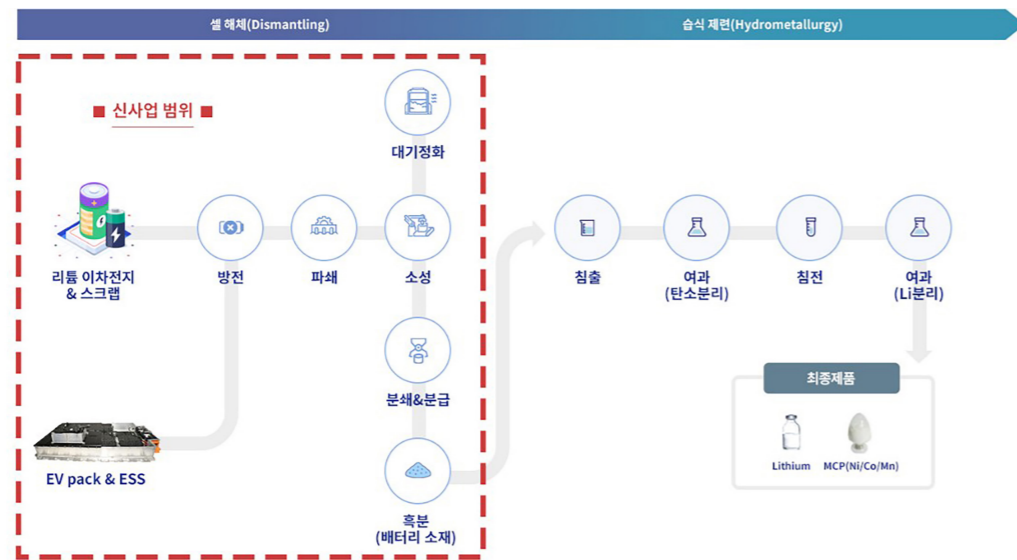 셀 해체(Dismantling)
습식 제련(Hydrometallurgy)
■ 신사업 범위 ■
대기정화
리튬 이차전지
& 스크랩
방전
파쇄
소성
침출
여과
(탄소분리)
침전
여과
(Li분리)
분쇄&분급
최종제품
Lithium
MCP(Ni/Co/Mn)
EV pack & ESS
흑분
(배터리 소재)